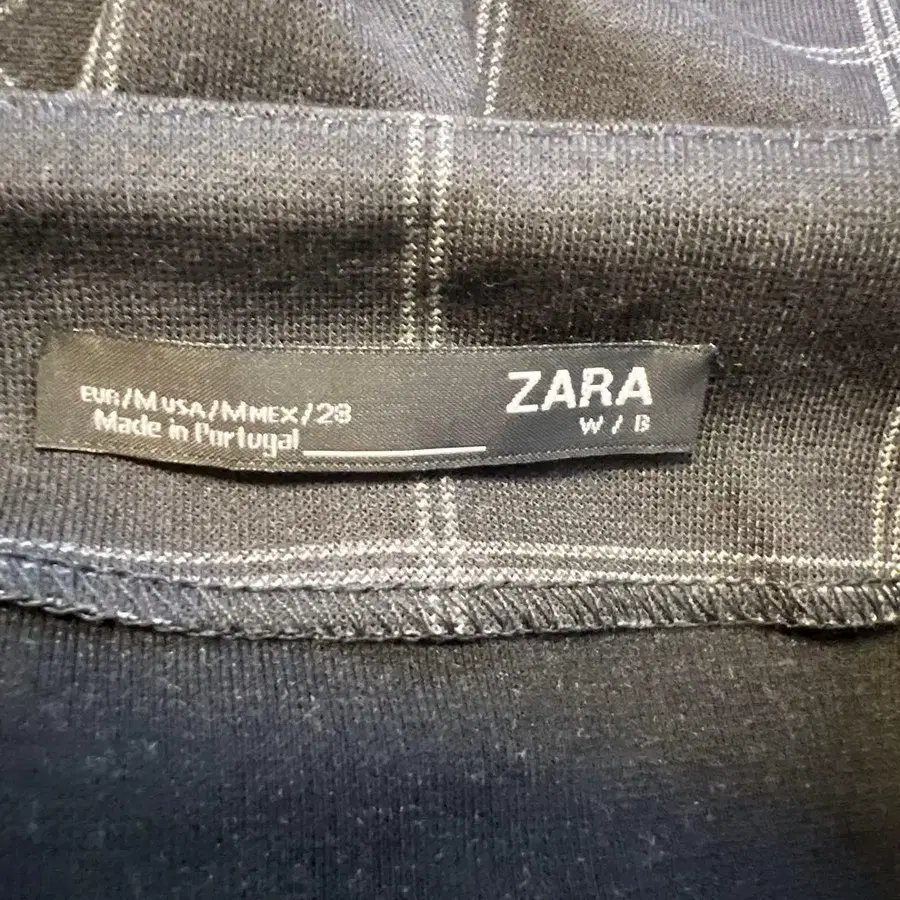 EUR/M USA/M MEX/28
Made in Portugal
ZARA
W / B